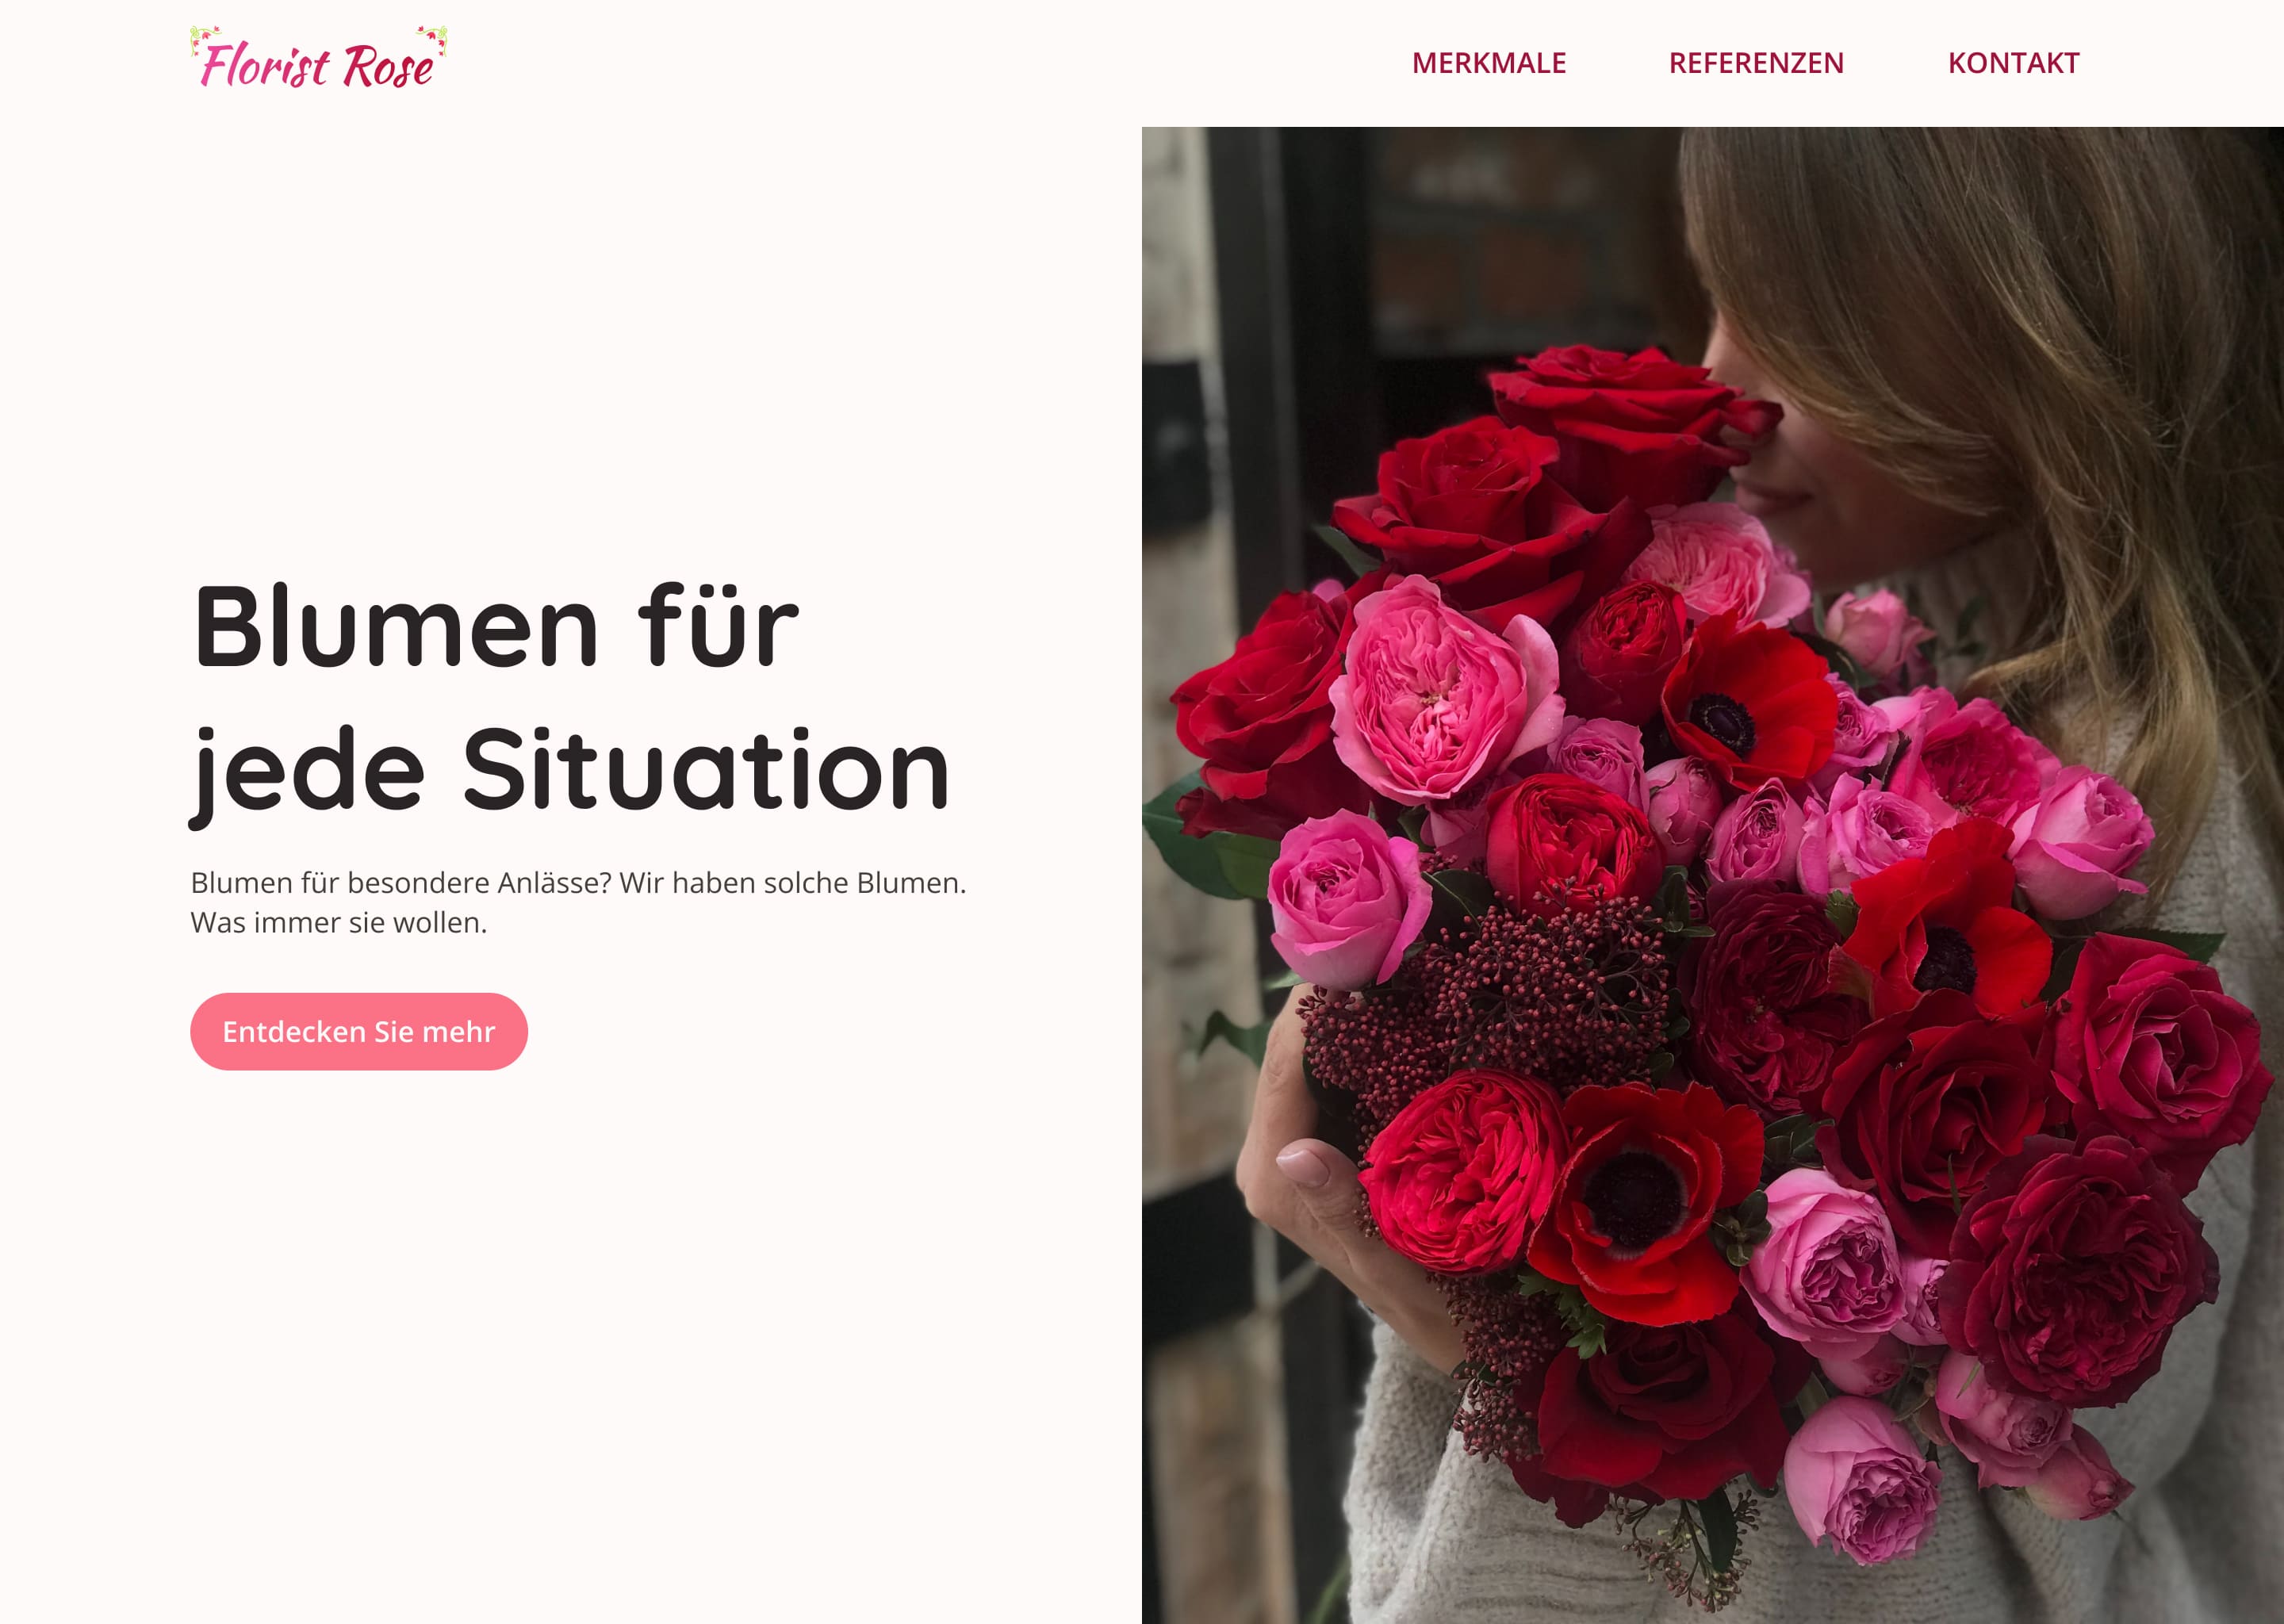 Florist Rose
MERKMALE
REFERENZEN
KONTAKT
Blumen für
jede Situation
Blumen für besondere Anlässe? Wir haben solche Blumen.
Was immer sie wollen.
Entdecken Sie mehr